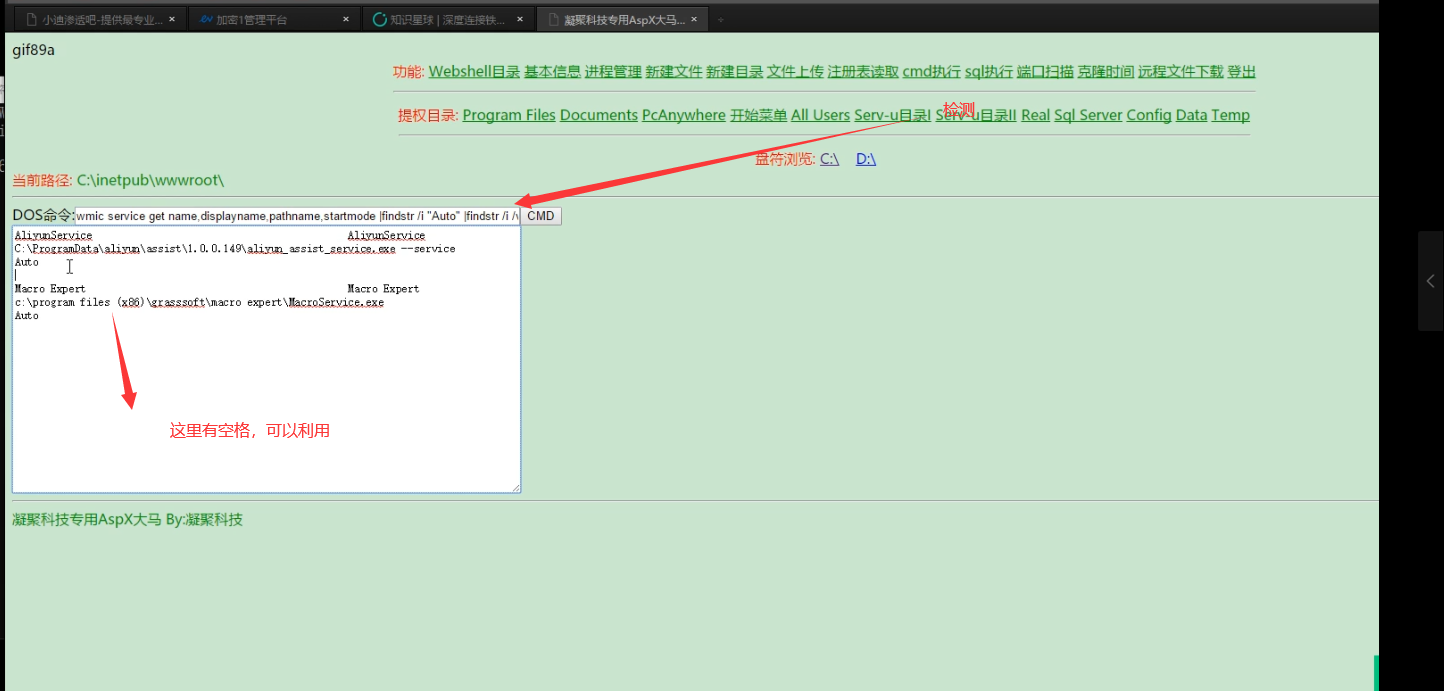 小迪渗透吧-提供最专业... ×
加密1管理平台 ×
知识星球 | 深度连接铁... ×
凝聚科技专用AspX大马... ×
gif89a
功能: Webshell目录 基本信息 进程管理 新建文件 新建目录 文件上传 注册表读取 cmd执行 sql执行 端口扫描 克隆时间 远程文件下载 登出
检测
提权目录: Program Files Documents PcAnywhere 开始菜单 All Users Serv-u目录I Serv-u目录II Real Sql Server Config Data Temp
盘符浏览: C:\ D:\
当前路径: C:\inetpub\wwwroot\
DOS命令: wmic service get name,displayname,pathname,startmode |findstr /i "Auto" |findstr /i /v CMD
AliyunService AliyunService
C:\ProgramData\aliyun\assist\1.0.0.149\aliyun_assist_service.exe --service
Auto
Macro Expert Macro Expert
c:\program files (x86)\grasssoft\macro expert\MacroService.exe
Auto
这里有空格，可以利用
凝聚科技专用AspX大马 By:凝聚科技